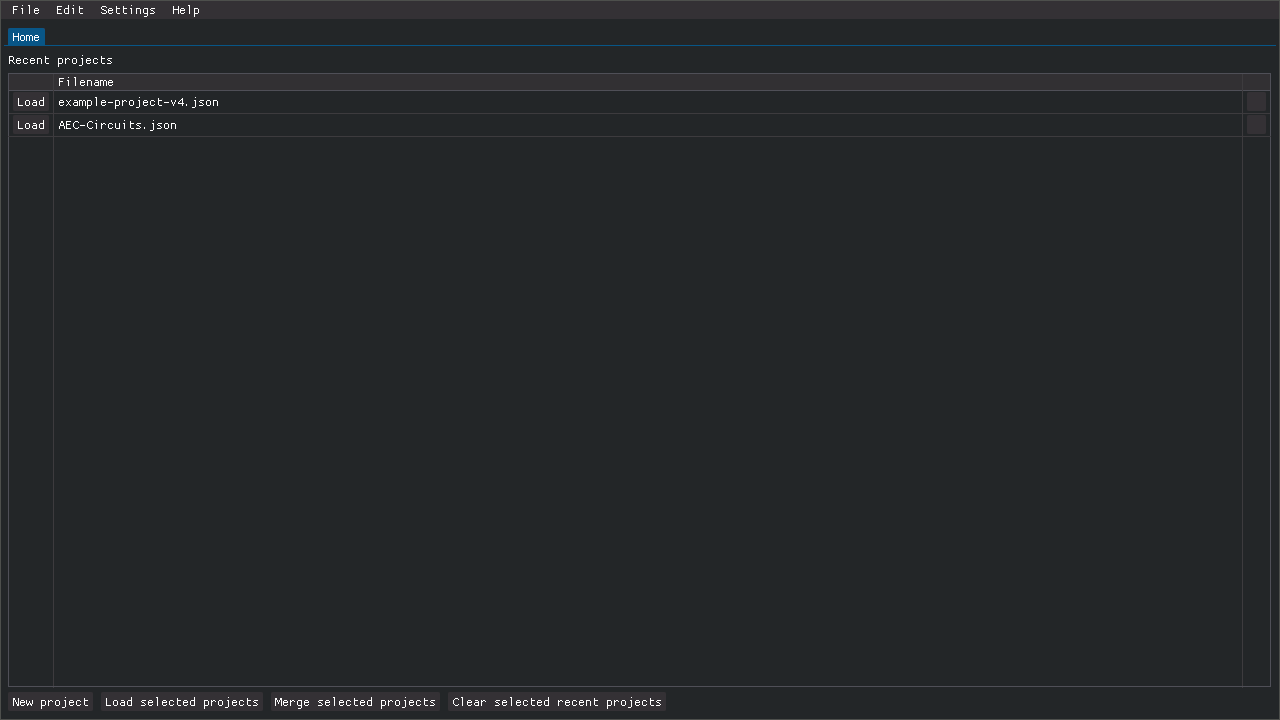 File Edit Settings Help
Home
Recent projects
Filename
Load example-project-v4.json
Load AEC-Circuits.json
New project Load selected projects Merge selected projects Clear selected recent projects